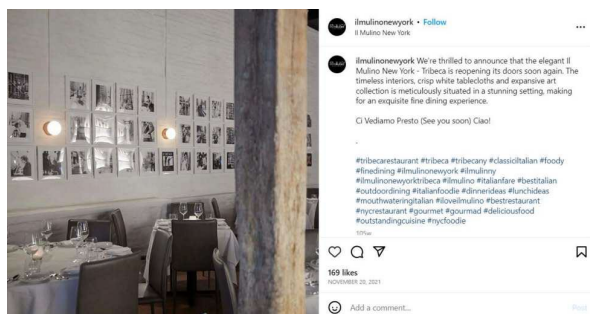 ilmulinonewyork • Follow
Il Mulino New York
ilmulinonewyork We're thrilled to announce that the elegant Il
Mulino New York - Tribeca is reopening its doors soon again. The
timeless interiors, crisp white tablecloths and expansive art
collection is meticulously situated in a stunning setting, making
for an exquisite fine dining experience.
Ci Vediamo Presto (See you soon) Ciao!
.
#tribecarestaurant #tribeca #tribecany #classiciltalian #foody
#finedining #ilmulinonewyork #ilmulinny
#ilmulinonewyorktribeca #ilmulino #italianfare #bestitalian
#outdoordining #italianfoodie #dinnerideas #lunchideas
#mouthwateringitalian #iloveilmulino #bestrestaurant
#nycrestaurant #gourmet #gourmad #deliciousfood
#outstandingcuisine #nycfoodie
169 likes
NOVEMBER 20, 2021
Add a comment...
Post